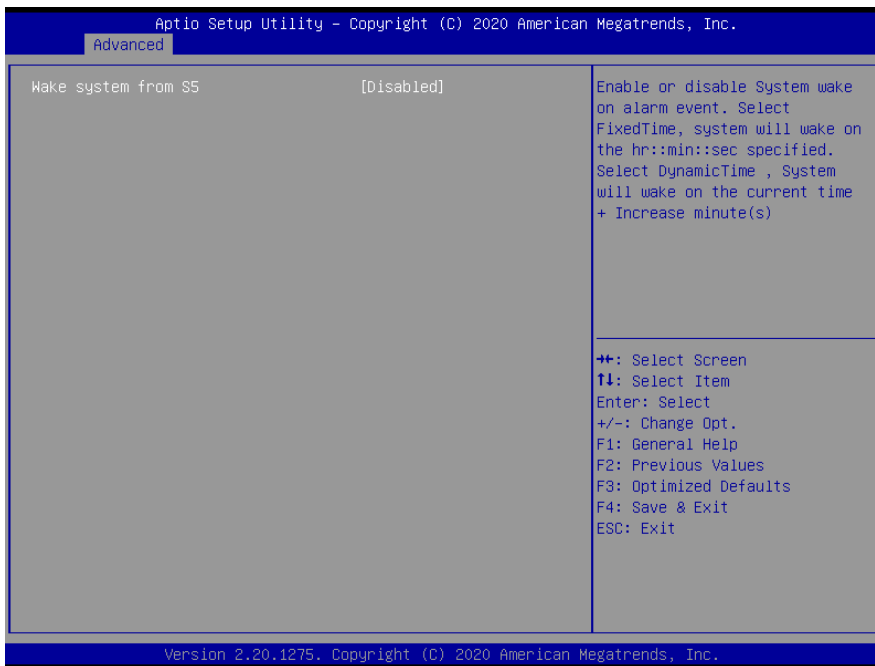 Aptio Setup Utility – Copyright (C) 2020 American Megatrends, Inc.
Advanced
Wake system from S5 [Disabled]
Enable or disable System wake
on alarm event. Select
FixedTime, system will wake on
the hr::min::sec specified.
Select DynamicTime , System
will wake on the current time
+ Increase minute(s)
→←: Select Screen
↑↓: Select Item
Enter: Select
+/-: Change Opt.
F1: General Help
F2: Previous Values
F3: Optimized Defaults
F4: Save & Exit
ESC: Exit
Version 2.20.1275. Copyright (C) 2020 American Megatrends, Inc.